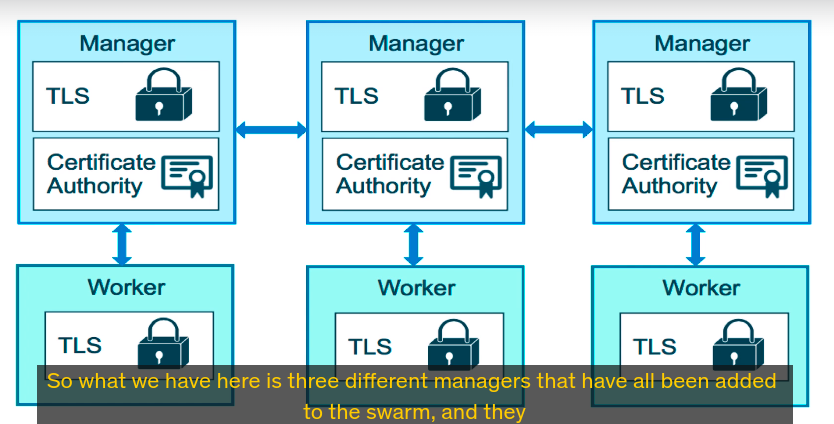 Manager
TLS
Certificate
Authority
Manager
TLS
Certificate
Authority
Manager
TLS
Certificate
Authority
Worker
TLS
Worker
TLS
Worker
TLS
So what we have here is three different managers that have all been added
to the swarm, and they